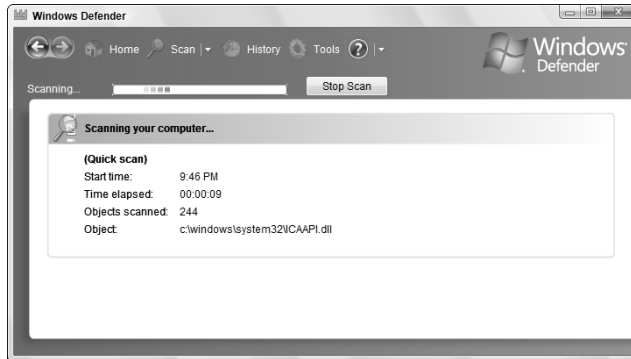 Windows Defender
Home Scan History Tools ?
Windows
Defender
Scanning...
Stop Scan
Scanning your computer...
(Quick scan)
Start time: 9:46 PM
Time elapsed: 00:00:09
Objects scanned: 244
Object: c:\windows\system32\ICAAPI.dll